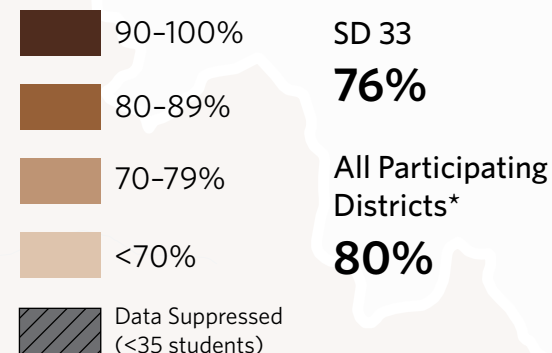 90–100%
80–89%
70–79%
<70%
Data Suppressed
(<35 students)
SD 33
76%
All Participating
Districts*
80%